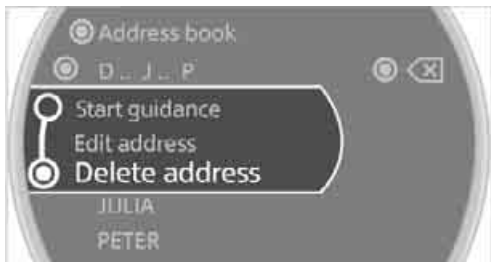 Address book
D .. J .. P
Start guidance
Edit address
Delete address
JULIA
PETER